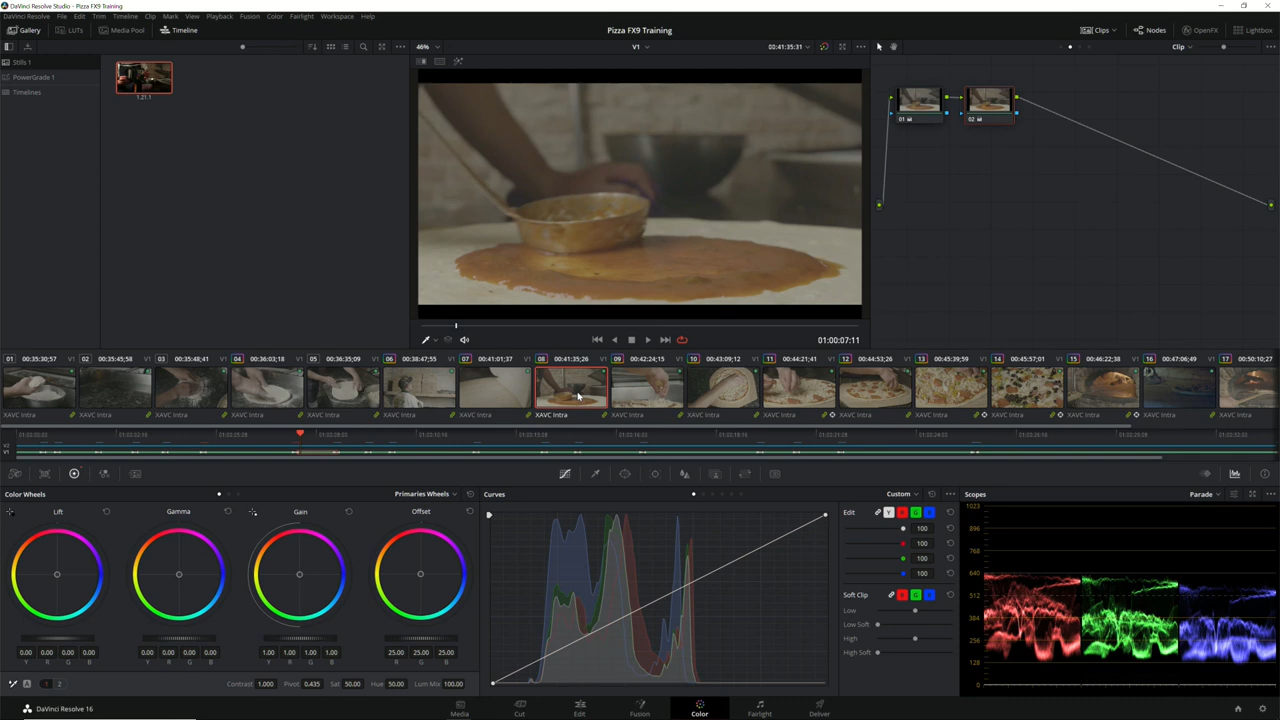 DaVinci Resolve Studio - Pizza FX9 Training
DaVinci Resolve File Edit Trim Timeline Clip Mark View Playback Fusion Color Fairlight Workspace Help
Gallery LUTs Media Pool Timeline Pizza FX9 Training Clips Nodes OpenFX Lightbox
46% V1 00:41:35:31 Clip
Stills 1
PowerGrade 1
Timelines
1.21.1
01 02
01:00:07:11
01 00:35:30;57 V1 02 00:35:45;58 V1 03 00:35:48;41 V1 04 00:36:03;18 V1 05 00:36:35;09 V1 06 00:38:47;55 V1 07 00:41:01;37 V1 08 00:41:35;26 V1 09 00:42:24;15 V1 10 00:43:09;12 V1 11 00:44:21;41 V1 12 00:44:53;26 V1 13 00:45:39;59 V1 14 00:45:57;01 V1 15 00:46:22;38 V1 16 00:47:06;49 V1 17 00:50:10;27
XAVC Intra XAVC Intra XAVC Intra XAVC Intra XAVC Intra XAVC Intra XAVC Intra XAVC Intra XAVC Intra XAVC Intra XAVC Intra XAVC Intra XAVC Intra XAVC Intra XAVC Intra XAVC Intra XAVC Intra
V2
V1
Color Wheels Primaries Wheels Curves Custom Scopes Parade
Lift Gamma Gain Offset
0.00 0.00 0.00 0.00 0.00 0.00 0.00 0.00 1.00 1.00 1.00 1.00 25.00 25.00 25.00
Y R G B Y R G B Y R G B R G B
1 2 Contrast 1.000 Pivot 0.435 Sat 50.00 Hue 50.00 Lum Mix 100.00
Edit Y R G B
100
100
100
100
Soft Clip R G B
Low
Low Soft
High
High Soft
1023
896
768
640
512
384
256
128
0
DaVinci Resolve 16 Media Cut Edit Fusion Color Fairlight Deliver